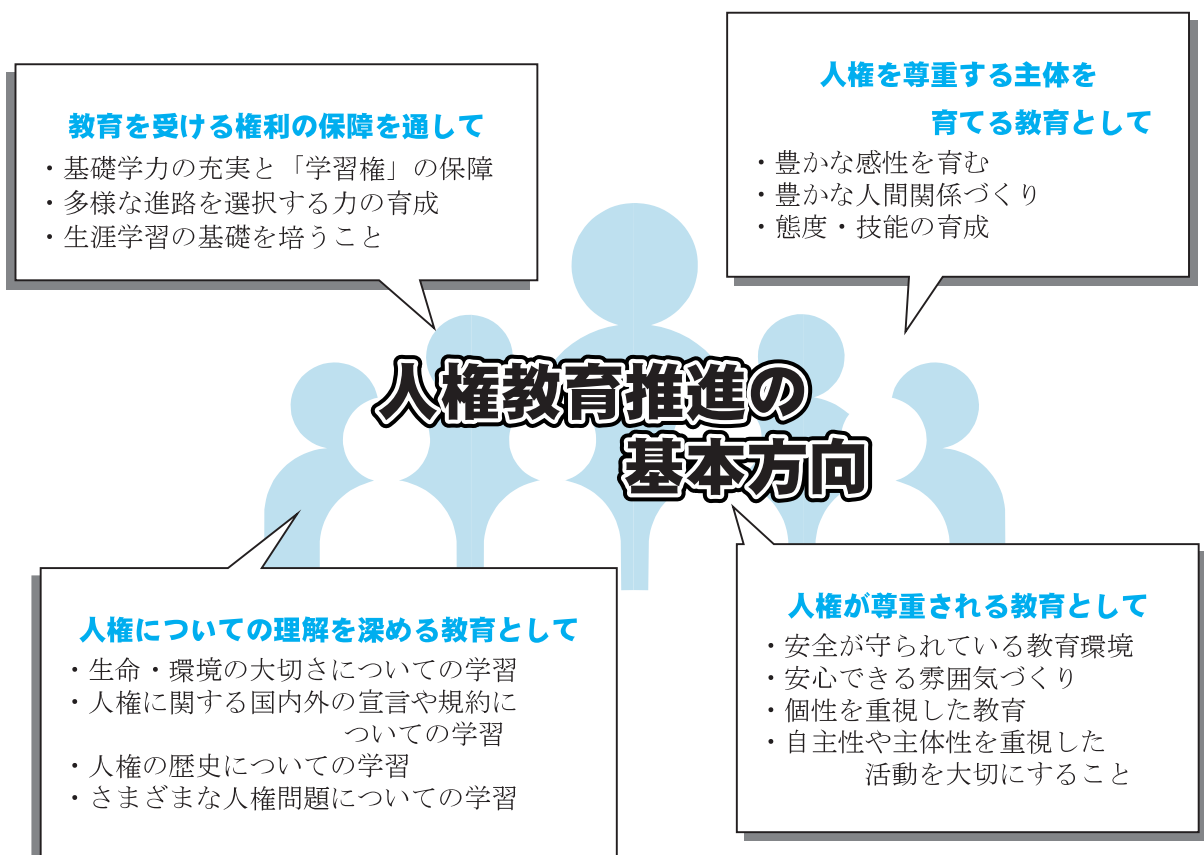 教育を受ける権利の保障を通して
・基礎学力の充実と「学習権」の保障
・多様な進路を選択する力の育成
・生涯学習の基礎を培うこと
人権を尊重する主体を
育てる教育として
・豊かな感性を育む
・豊かな人間関係づくり
・態度・技能の育成
人権教育推進の
基本方向
人権についての理解を深める教育として
・生命・環境の大切さについての学習
・人権に関する国内外の宣言や規約に
ついての学習
・人権の歴史についての学習
・さまざまな人権問題についての学習
人権が尊重される教育として
・安全が守られている教育環境
・安心できる雰囲気づくり
・個性を重視した教育
・自主性や主体性を重視した
活動を大切にすること